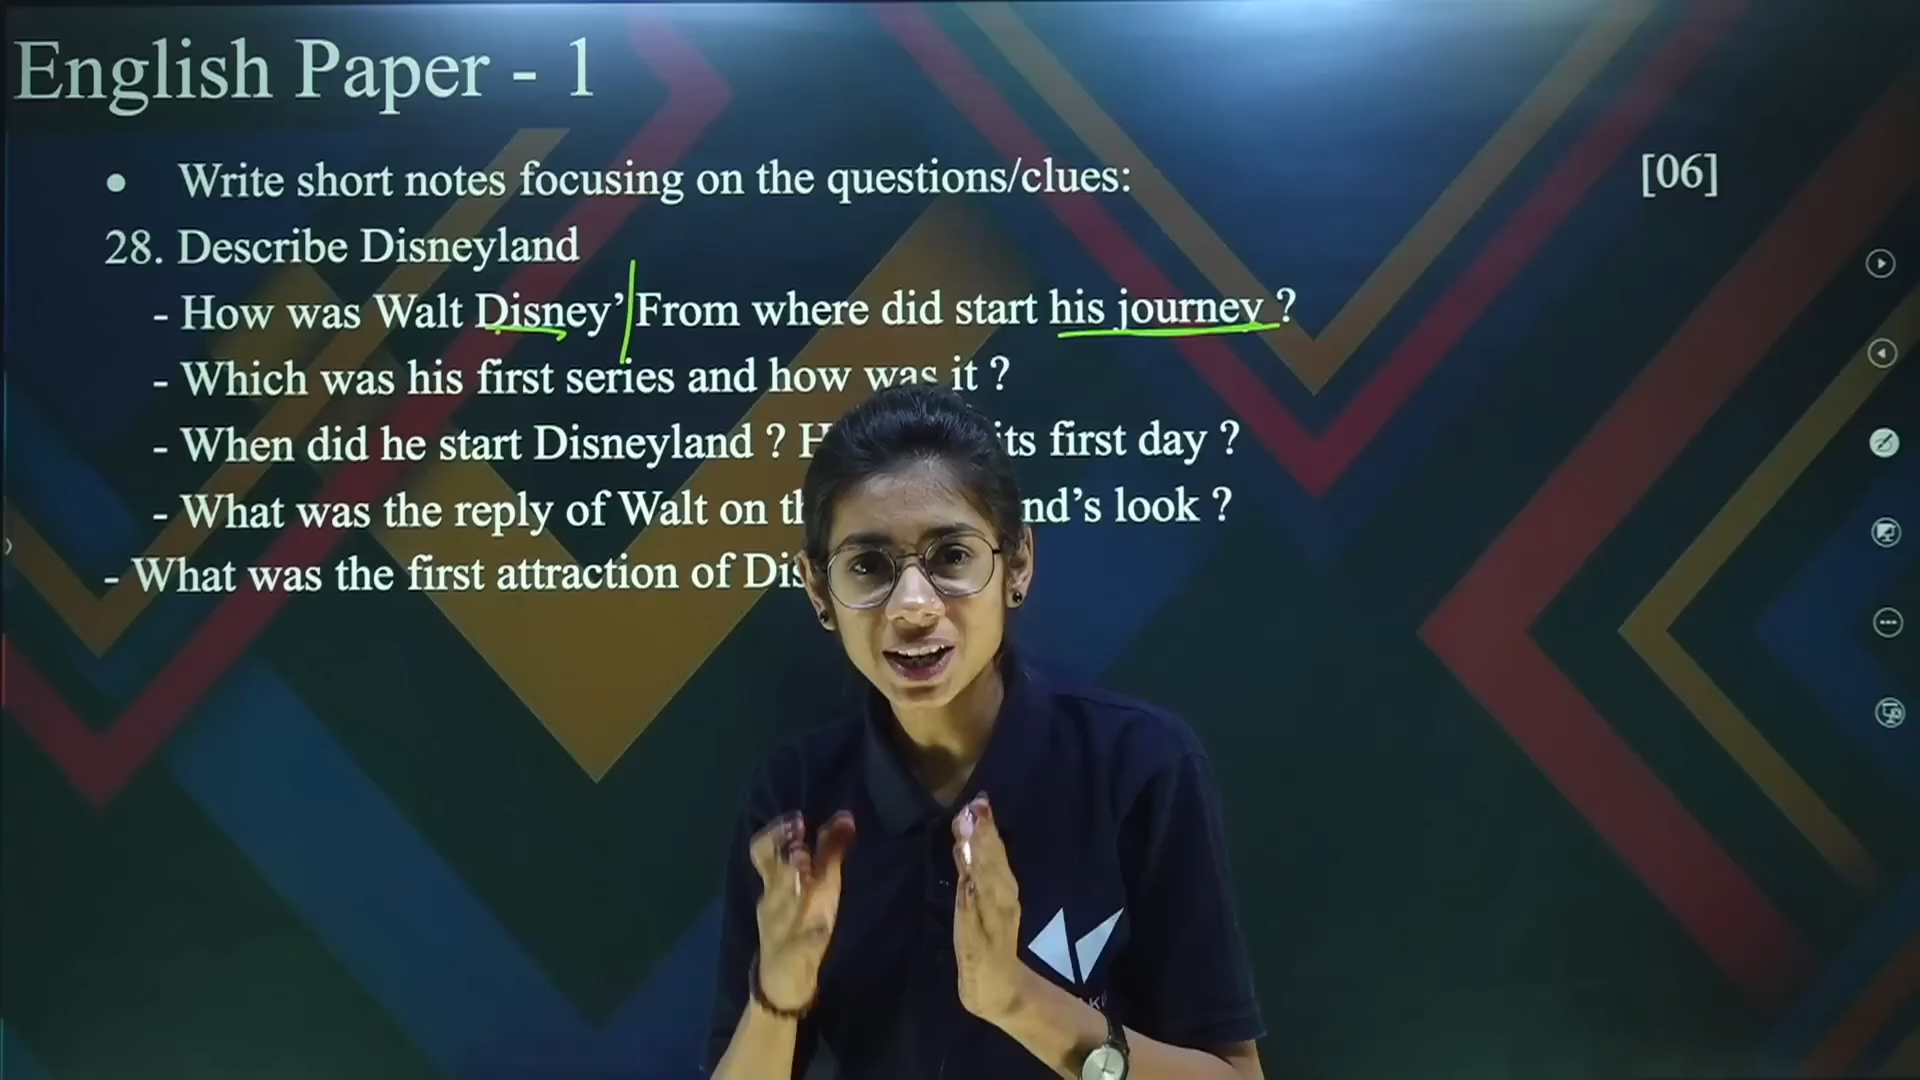 English Paper - 1
• Write short notes focusing on the questions/clues: [06]
28. Describe Disneyland
- How was Walt Disney’ From where did start his journey ?
- Which was his first series and how was it ?
- When did he start Disneyland ? its first day ?
- What was the reply of Walt on look ?
- What was the first attraction of